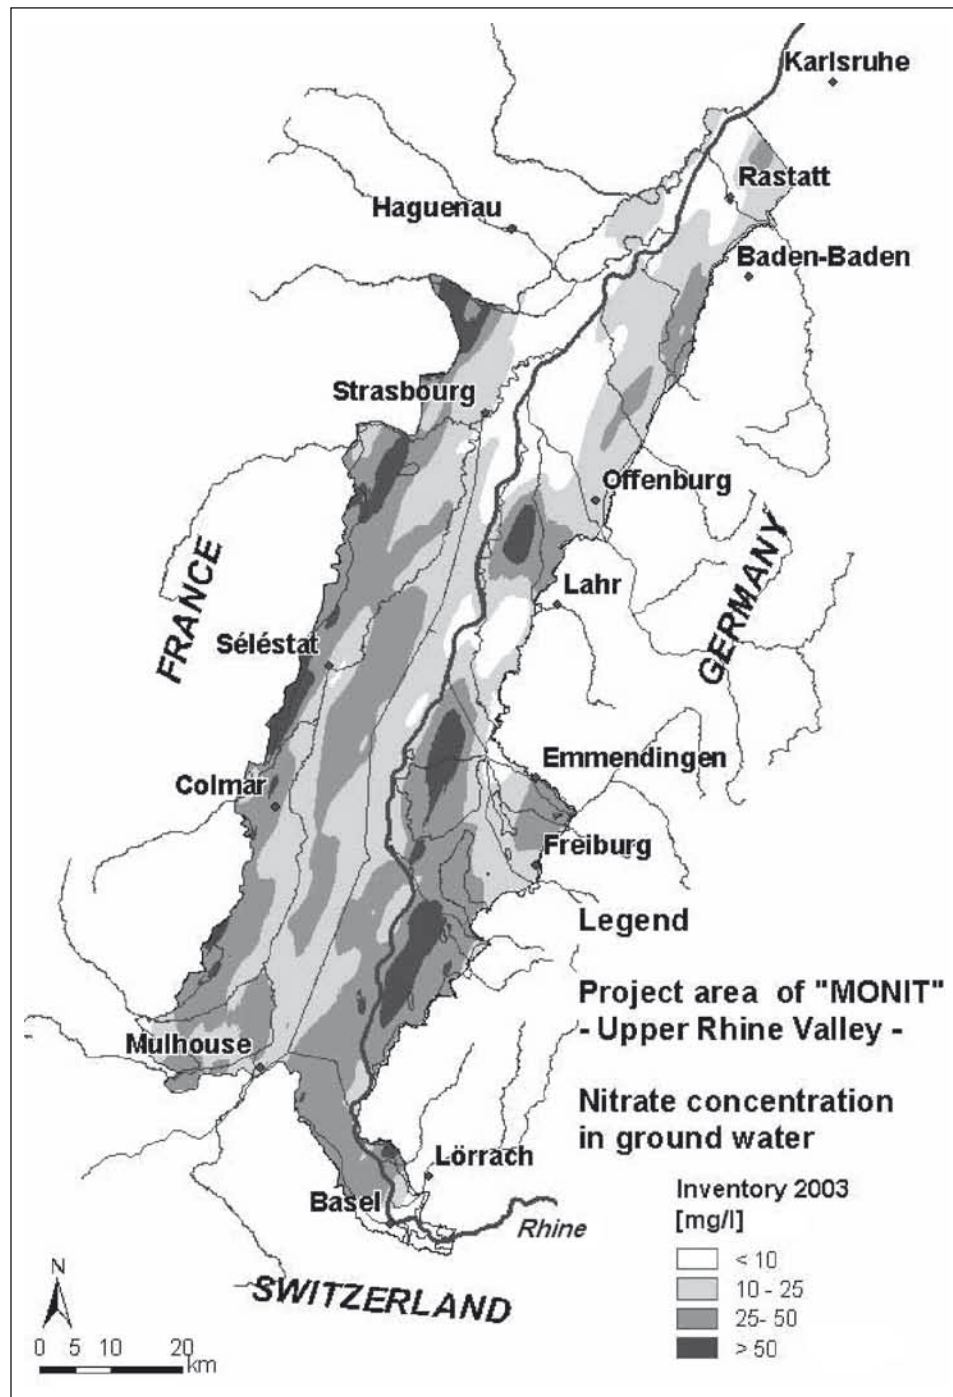 Karlsruhe
Rastatt
Haguenau
Baden-Baden
Strasbourg
Offenburg
FRANCE
GERMANY
Lahr
Séléstat
Emmendingen
Colmar
Freiburg
Legend
Project area of "MONIT"
- Upper Rhine Valley -
Mulhouse
Nitrate concentration
in ground water
Lörrach
Basel
Rhine
Inventory 2003
[mg/l]
< 10
10 - 25
25- 50
> 50
SWITZERLAND
N
0 5 10 20
km